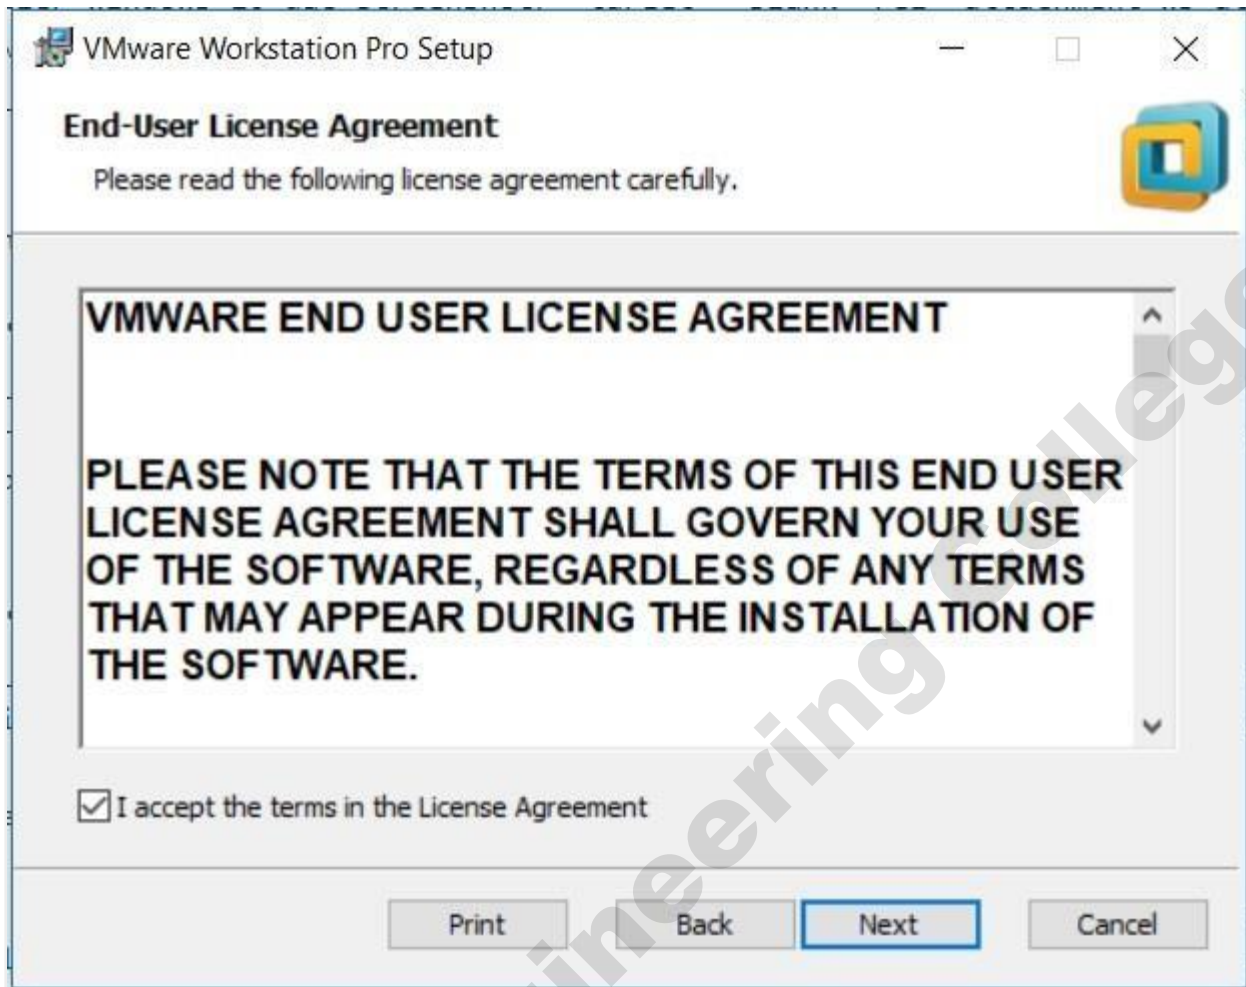 VMware Workstation Pro Setup
End-User License Agreement
Please read the following license agreement carefully.
VMWARE END USER LICENSE AGREEMENT
PLEASE NOTE THAT THE TERMS OF THIS END USER
LICENSE AGREEMENT SHALL GOVERN YOUR USE
OF THE SOFTWARE, REGARDLESS OF ANY TERMS
THAT MAY APPEAR DURING THE INSTALLATION OF
THE SOFTWARE.
I accept the terms in the License Agreement
Print Back Next Cancel